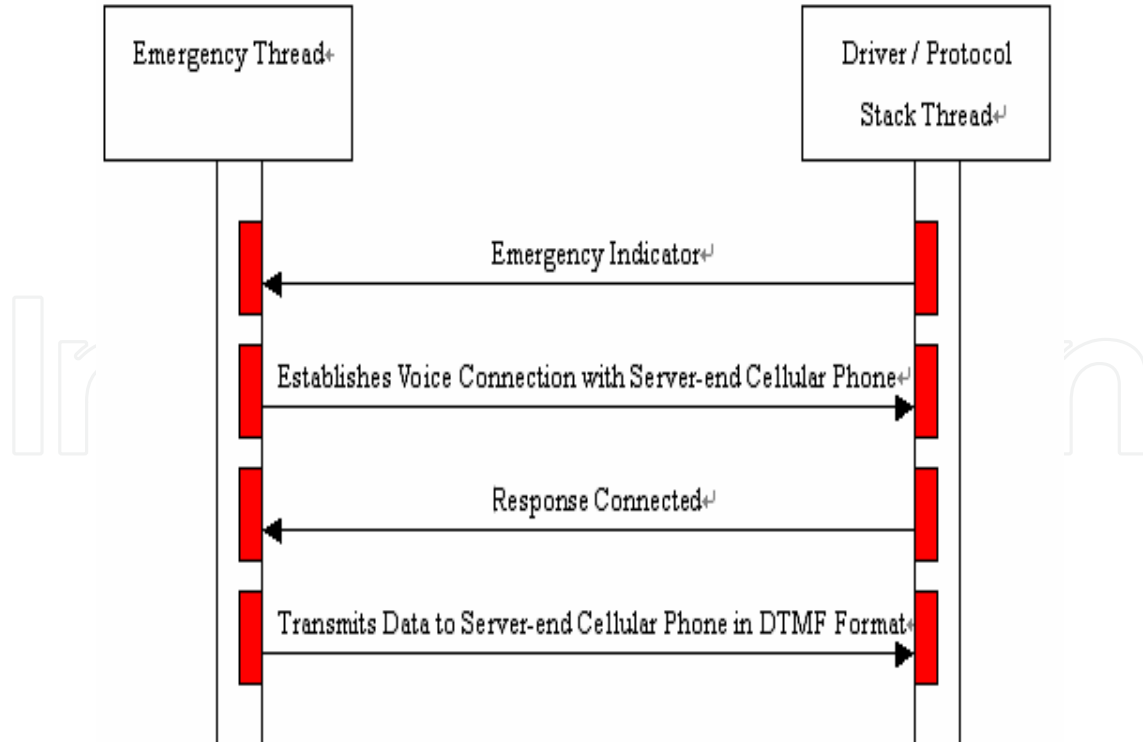 Emergency Thread
Driver / Protocol
Stack Thread
Emergency Indicator
Establishes Voice Connection with Server-end Cellular Phone
Response Connected
Transmits Data to Server-end Cellular Phone in DTMF Format